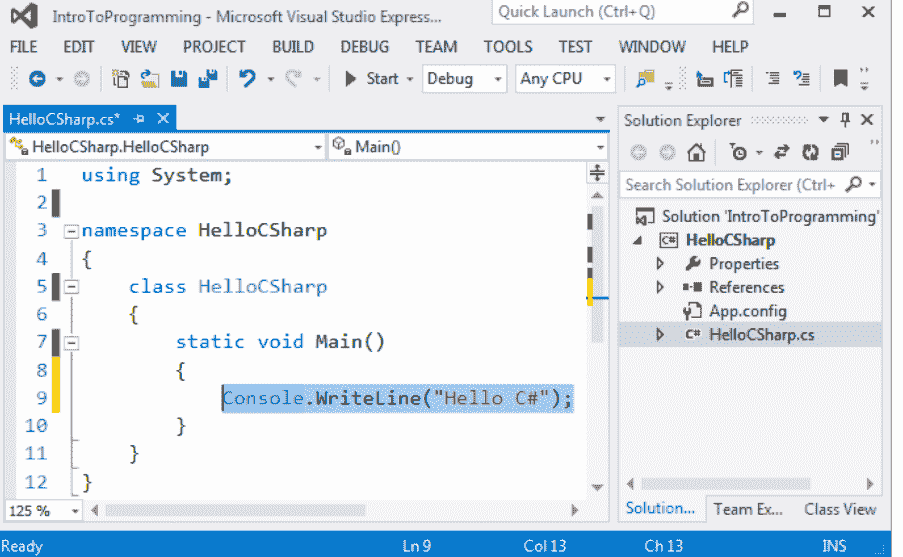 IntroToProgramming - Microsoft Visual Studio Express...
Quick Launch (Ctrl+Q)
FILE EDIT VIEW PROJECT BUILD DEBUG TEAM TOOLS TEST WINDOW HELP
Start Debug Any CPU
HelloCSharp.cs*
HelloCSharp.HelloCSharp Main()
1 using System;
2
3 namespace HelloCSharp
4 {
5 class HelloCSharp
6 {
7 static void Main()
8 {
9 Console.WriteLine("Hello C#");
10 }
11 }
12 }
125 %
Solution Explorer
Search Solution Explorer (Ctrl+
Solution 'IntroToProgramming'
C# HelloCSharp
Properties
References
App.config
C# HelloCSharp.cs
Solution... Team Ex... Class View
Ready Ln 9 Col 13 Ch 13 INS